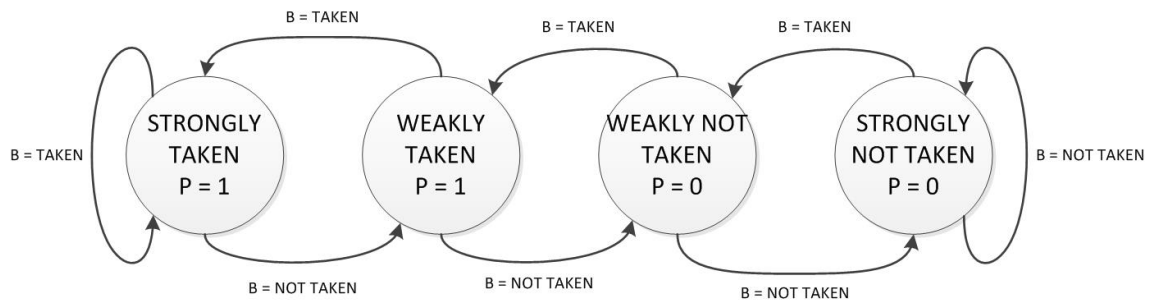 B = TAKEN
B = TAKEN
B = TAKEN
STRONGLY
TAKEN
P = 1
WEAKLY
TAKEN
P = 1
WEAKLY NOT
TAKEN
P = 0
STRONGLY
NOT TAKEN
P = 0
B = TAKEN
B = NOT TAKEN
B = NOT TAKEN
B = NOT TAKEN
B = NOT TAKEN